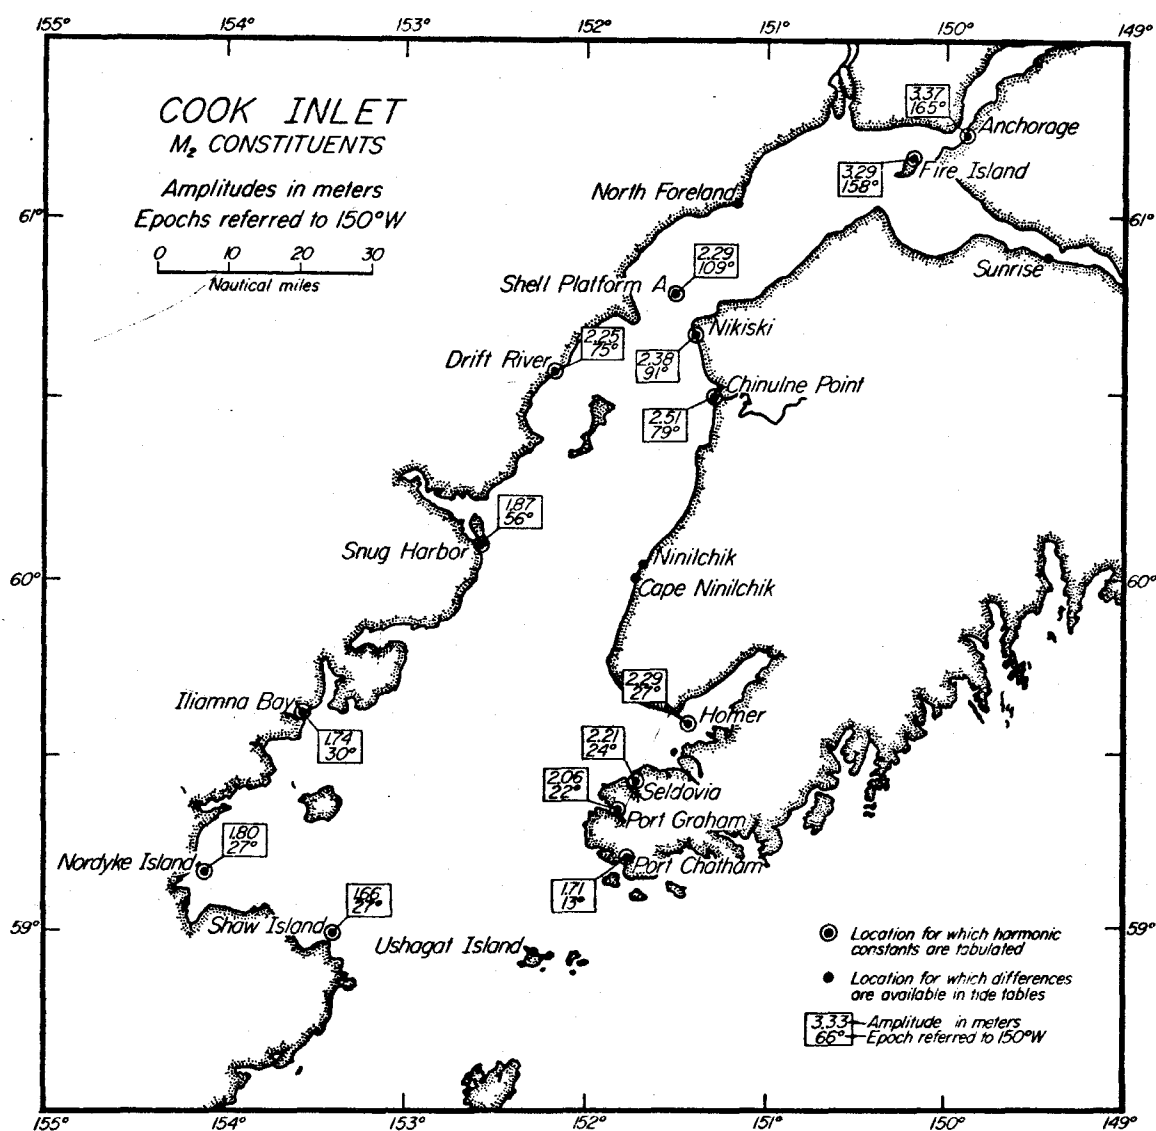 155° 154° 153° 152° 151° 150° 149°
COOK INLET
M₂ CONSTITUENTS
Amplitudes in meters
Epochs referred to 150°W
0 10 20 30
Nautical miles
3.37
165°
Anchorage
3.29
158°
Fire Island
North Foreland
61°
61°
Sunrise
2.29
109°
Shell Platform A
Nikiski
2.25
75°
Drift River
2.38
91°
Chinulne Point
2.51
79°
1.87
56°
Snug Harbor
Ninilchik
Cape Ninilchik
60°
60°
2.29
27°
Homer
Iliamna Bay
1.74
30°
2.21
24°
Seldovia
2.06
22°
Port Graham
1.80
27°
Nordyke Island
Port Chatham
1.71
13°
1.66
27°
Shaw Island
Ushagat Island
59°
59°
Location for which harmonic
constants are tabulated
Location for which differences
are available in tide tables
3.33 Amplitude in meters
66° Epoch referred to 150°W
155° 154° 153° 152° 151° 150° 149°